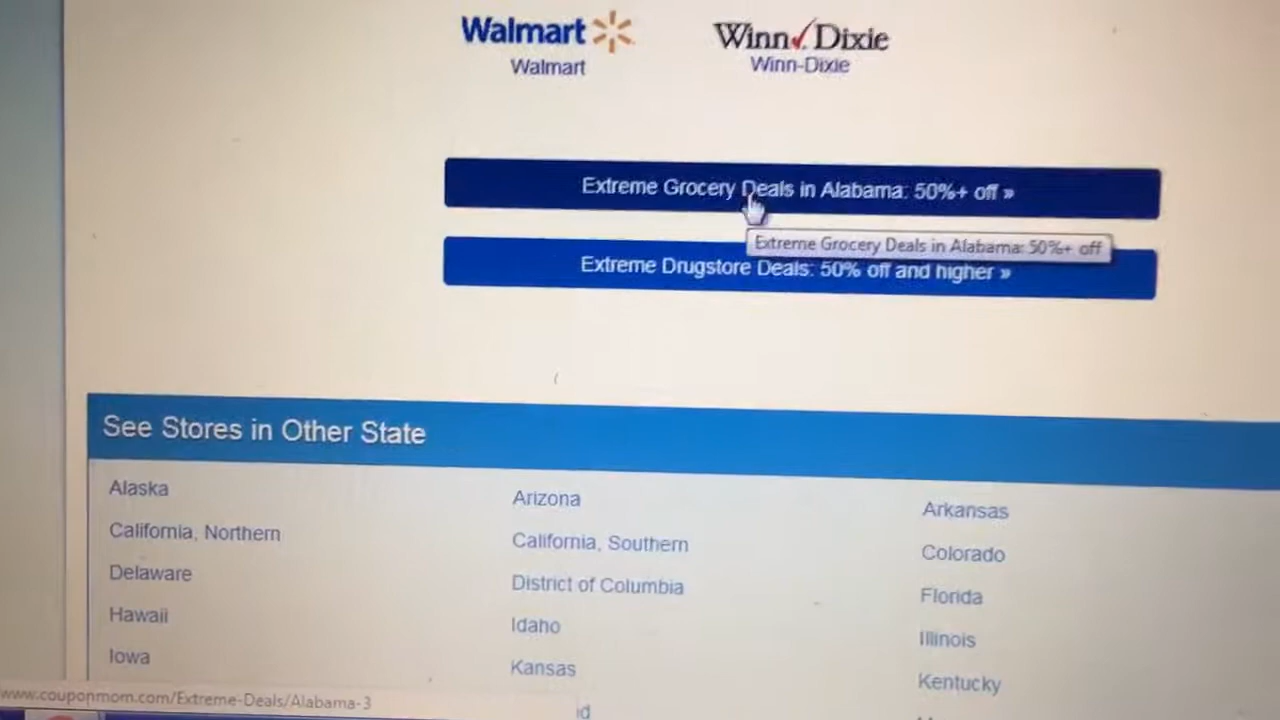 Walmart
Winn Dixie
Walmart
Winn-Dixie
Extreme Grocery Deals in Alabama: 50%+ off »
Extreme Grocery Deals in Alabama: 50%+ off
Extreme Drugstore Deals: 50% off and higher »
See Stores in Other State
Alaska
Arizona
Arkansas
California, Northern
California, Southern
Colorado
Delaware
District of Columbia
Florida
Hawaii
Idaho
Illinois
Iowa
Kansas
Kentucky
www.couponmom.com/Extreme-Deals/Alabama-3